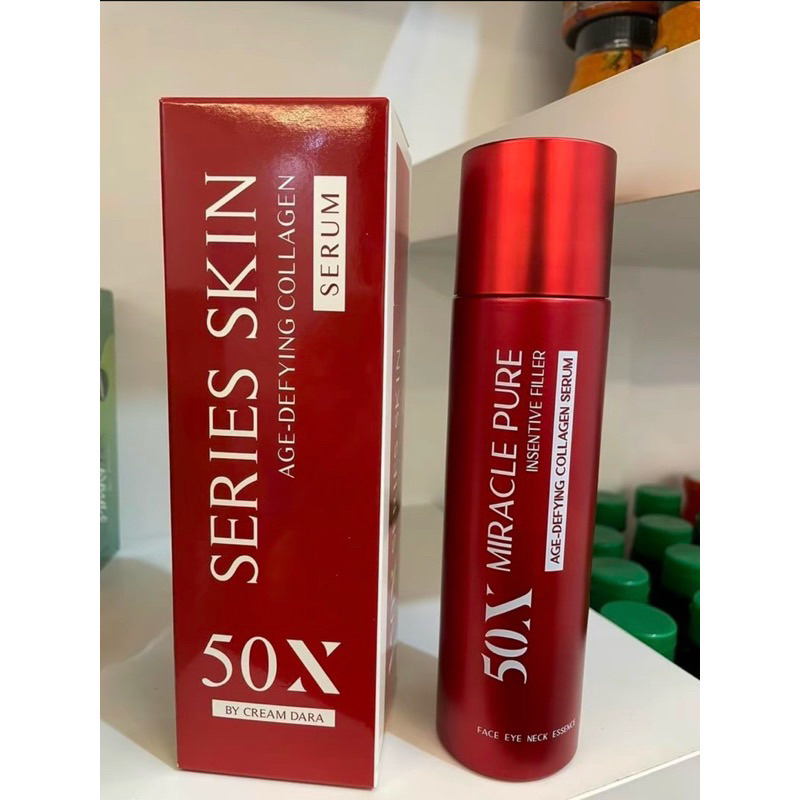 SERIES SKIN
AGE-DEFYING COLLAGEN
SERUM
50X
BY CREAM DARA
50X MIRACLE PURE
INSENTIVE FILLER
AGE-DEFYING COLLAGEN SERUM
FACE EYE NECK ESSENCE